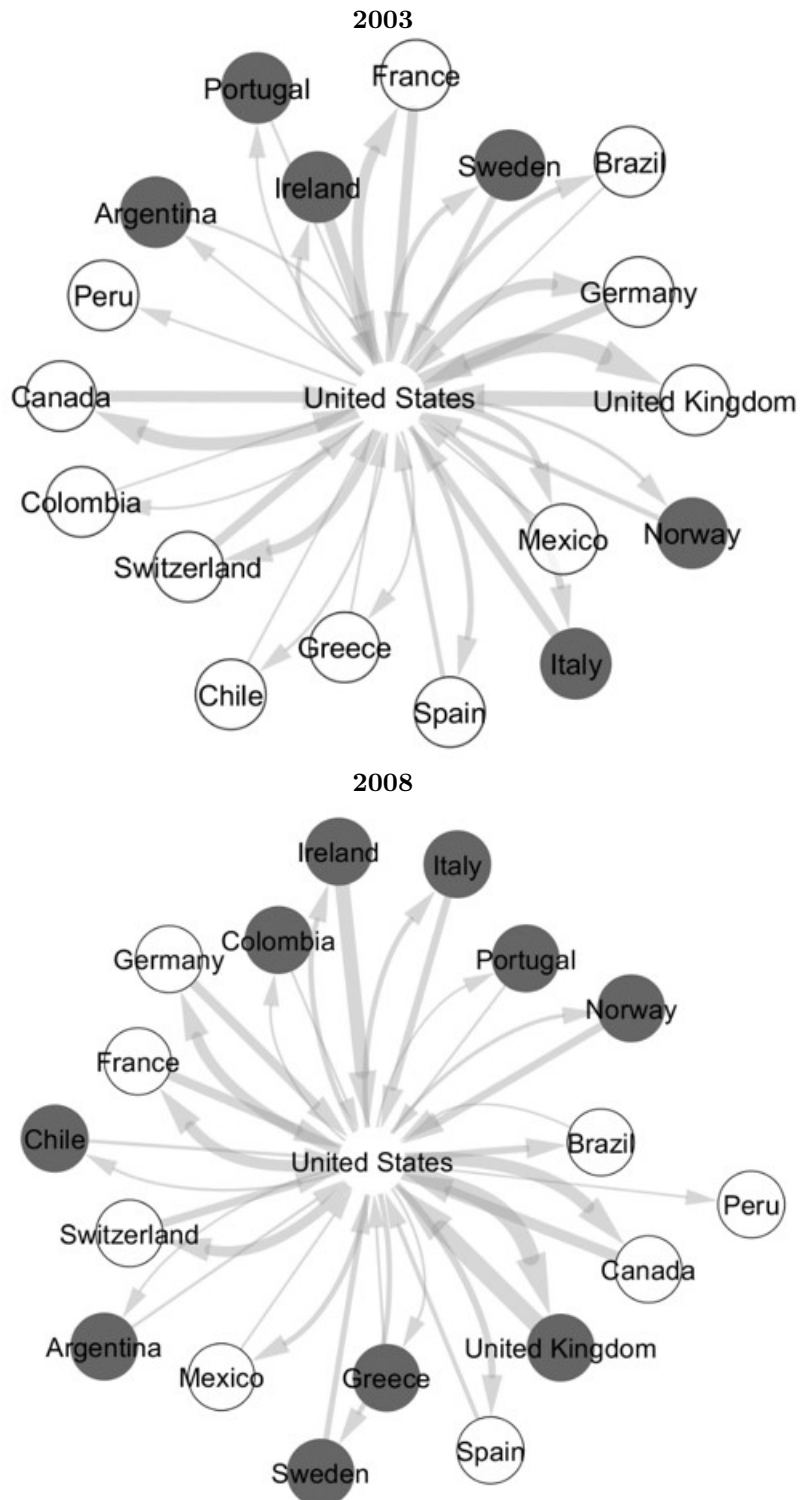 2003
France
Portugal
Brazil
Sweden
Ireland
Argentina
Peru
Germany
Canada
United States
United Kingdom
Colombia
Norway
Mexico
Switzerland
Greece
Italy
Chile
Spain
2008
Ireland
Italy
Colombia
Germany
Portugal
Norway
France
Chile
Brazil
United States
Peru
Switzerland
Canada
Argentina
United Kingdom
Mexico
Greece
Spain
Sweden